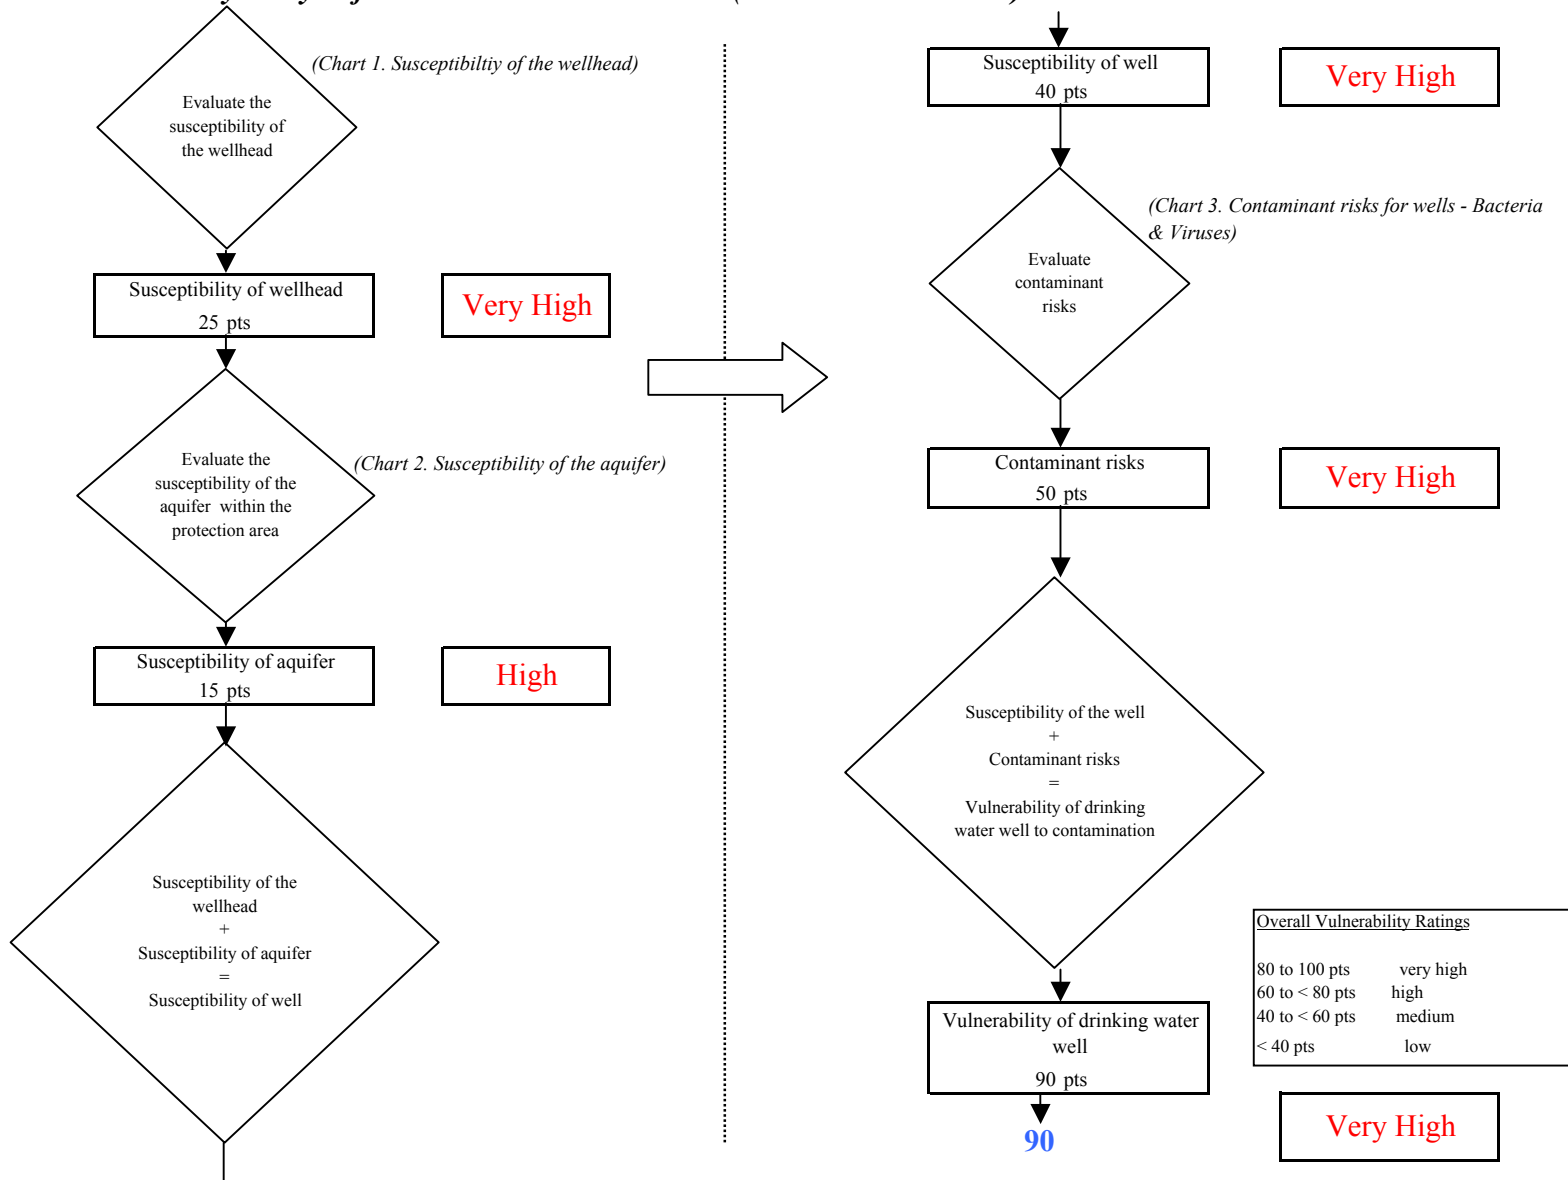 (Chart 1. Susceptibiltiy of the wellhead)
Evaluate the
susceptibility of
the wellhead
Susceptibility of wellhead
25 pts
Very High
Evaluate the
susceptibility of the
aquifer within the
protection area
(Chart 2. Susceptibility of the aquifer)
Susceptibility of aquifer
15 pts
High
Susceptibility of the
wellhead
+
Susceptibility of aquifer
=
Susceptibility of well
Susceptibility of well
40 pts
Very High
(Chart 3. Contaminant risks for wells - Bacteria
& Viruses)
Evaluate
contaminant
risks
Contaminant risks
50 pts
Very High
Susceptibility of the well
+
Contaminant risks
=
Vulnerability of drinking
water well to contamination
Overall Vulnerability Ratings
80 to 100 pts very high
60 to < 80 pts high
40 to < 60 pts medium
< 40 pts low
Vulnerability of drinking water
well
90 pts
90
Very High